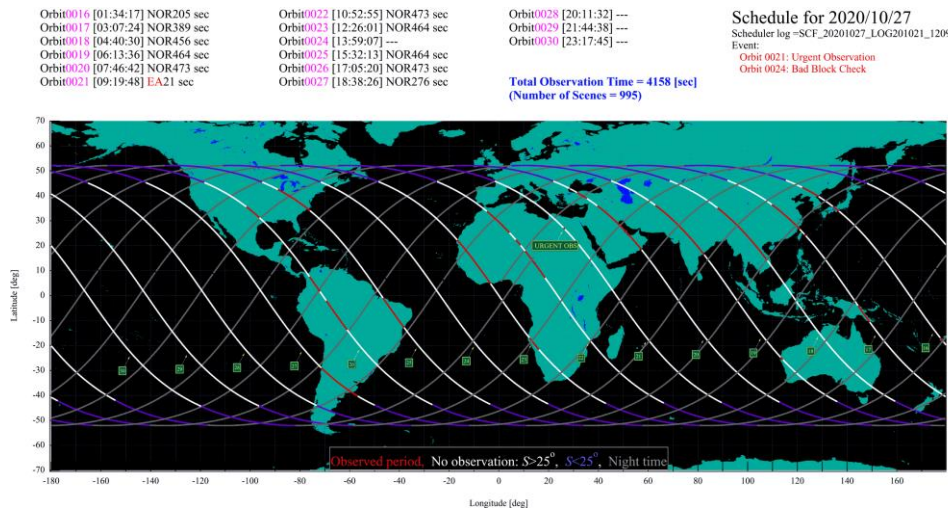 Orbit0016 [01:34:17] NOR205 sec
Orbit0017 [03:07:24] NOR389 sec
Orbit0018 [04:40:30] NOR456 sec
Orbit0019 [06:13:36] NOR464 sec
Orbit0020 [07:46:42] NOR473 sec
Orbit0021 [09:19:48] EA21 sec
Orbit0022 [10:52:55] NOR473 sec
Orbit0023 [12:26:01] NOR464 sec
Orbit0024 [13:59:07] ---
Orbit0025 [15:32:13] NOR464 sec
Orbit0026 [17:05:20] NOR473 sec
Orbit0027 [18:38:26] NOR276 sec
Orbit0028 [20:11:32] ---
Orbit0029 [21:44:38] ---
Orbit0030 [23:17:45] ---
Total Observation Time = 4158 [sec]
(Number of Scenes = 995)
Schedule for 2020/10/27
Scheduler log =SCF_20201027_LOG201021_1209
Event:
Orbit 0021: Urgent Observation
Orbit 0024: Bad Block Check
70
60
50
40
30
20
10
0
-10
-20
-30
-40
-50
-60
-70
Latitude [deg]
URGENT OBS
Observed period, No observation: S>25°, S<25°, Night time
-180 -160 -140 -120 -100 -80 -60 -40 -20 0 20 40 60 80 100 120 140 160
Longitude [deg]